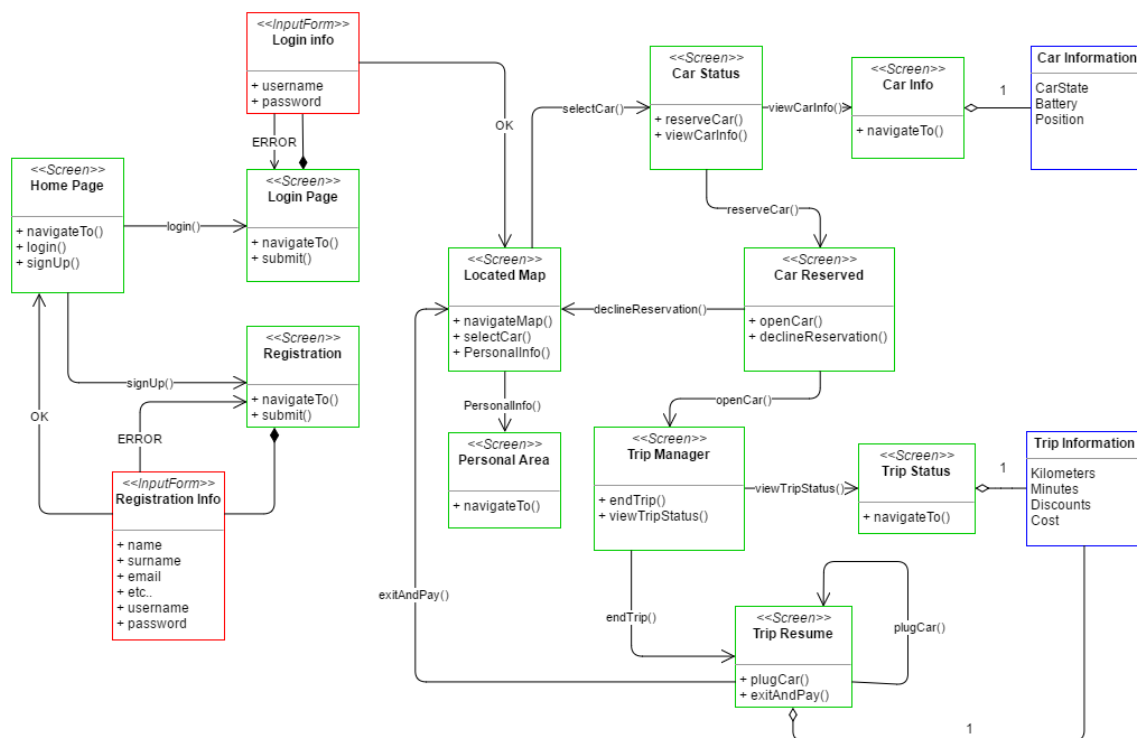 <<InputForm>>
Login info
+ username
+ password
OK
ERROR
<<Screen>>
Home Page
+ navigateTo()
+ login()
+ signUp()
login()
<<Screen>>
Login Page
+ navigateTo()
+ submit()
signUp()
<<Screen>>
Registration
+ navigateTo()
+ submit()
OK
ERROR
<<InputForm>>
Registration Info
+ name
+ surname
+ email
+ etc..
+ username
+ password
<<Screen>>
Located Map
+ navigateMap()
+ selectCar()
+ PersonalInfo()
selectCar()
<<Screen>>
Car Status
+ reserveCar()
+ viewCarInfo()
viewCarInfo()
<<Screen>>
Car Info
+ navigateTo()
1
Car Information
CarState
Battery
Position
reserveCar()
<<Screen>>
Car Reserved
+ openCar()
+ declineReservation()
declineReservation()
PersonalInfo()
<<Screen>>
Personal Area
+ navigateTo()
openCar()
<<Screen>>
Trip Manager
+ endTrip()
+ viewTripStatus()
viewTripStatus()
<<Screen>>
Trip Status
+ navigateTo()
1
Trip Information
Kilometers
Minutes
Discounts
Cost
exitAndPay()
endTrip()
<<Screen>>
Trip Resume
+ plugCar()
+ exitAndPay()
plugCar()
1